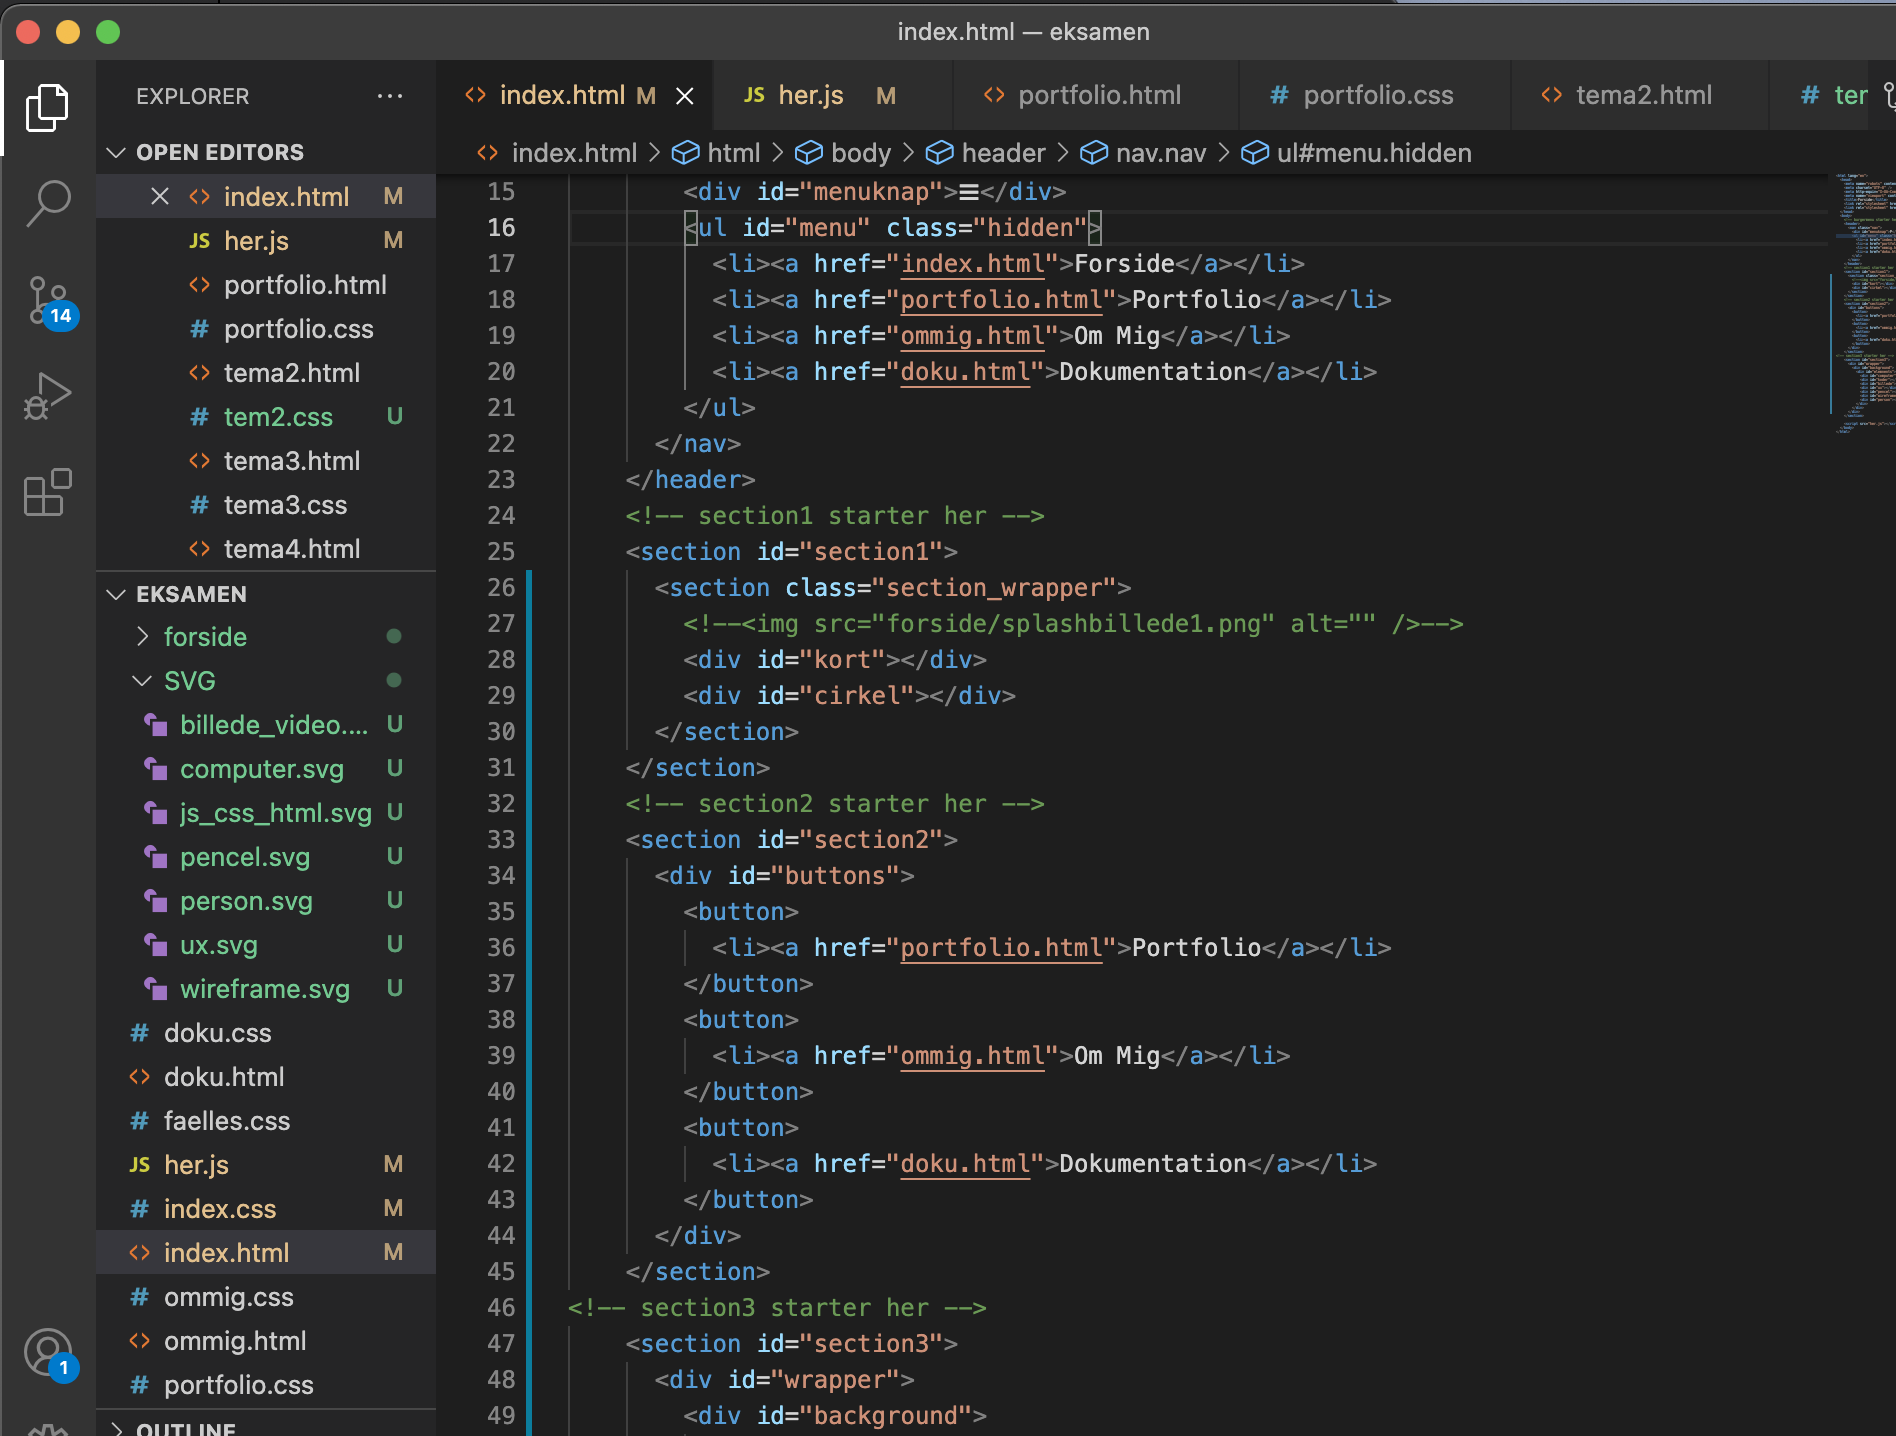 index.html — eksamen
EXPLORER ···
index.html M
JS her.js M
portfolio.html
# portfolio.css
tema2.html
#
OPEN EDITORS
index.html > html > body > header > nav.nav > ul#menu.hidden
index.html M
JS her.js M
portfolio.html
# portfolio.css
tema2.html
# tem2.css U
tema3.html
# tema3.css
tema4.html
EKSAMEN
forside
SVG
billede_video.... U
computer.svg U
js_css_html.svg U
pencel.svg U
person.svg U
ux.svg U
wireframe.svg U
# doku.css
doku.html
# faelles.css
JS her.js M
# index.css M
index.html M
# ommig.css
ommig.html
# portfolio.css
OUTLINE
14
1
15 <div id="menuknap">☰</div>
16 <ul id="menu" class="hidden">
17 <li><a href="index.html">Forside</a></li>
18 <li><a href="portfolio.html">Portfolio</a></li>
19 <li><a href="ommig.html">Om Mig</a></li>
20 <li><a href="doku.html">Dokumentation</a></li>
21 </ul>
22 </nav>
23 </header>
24 <!-- section1 starter her -->
25 <section id="section1">
26 <section class="section_wrapper">
27 <!--<img src="forside/splashbillede1.png" alt="" />-->
28 <div id="kort"></div>
29 <div id="cirkel"></div>
30 </section>
31 </section>
32 <!-- section2 starter her -->
33 <section id="section2">
34 <div id="buttons">
35 <button>
36 <li><a href="portfolio.html">Portfolio</a></li>
37 </button>
38 <button>
39 <li><a href="ommig.html">Om Mig</a></li>
40 </button>
41 <button>
42 <li><a href="doku.html">Dokumentation</a></li>
43 </button>
44 </div>
45 </section>
46 <!-- section3 starter her -->
47 <section id="section3">
48 <div id="wrapper">
49 <div id="background">